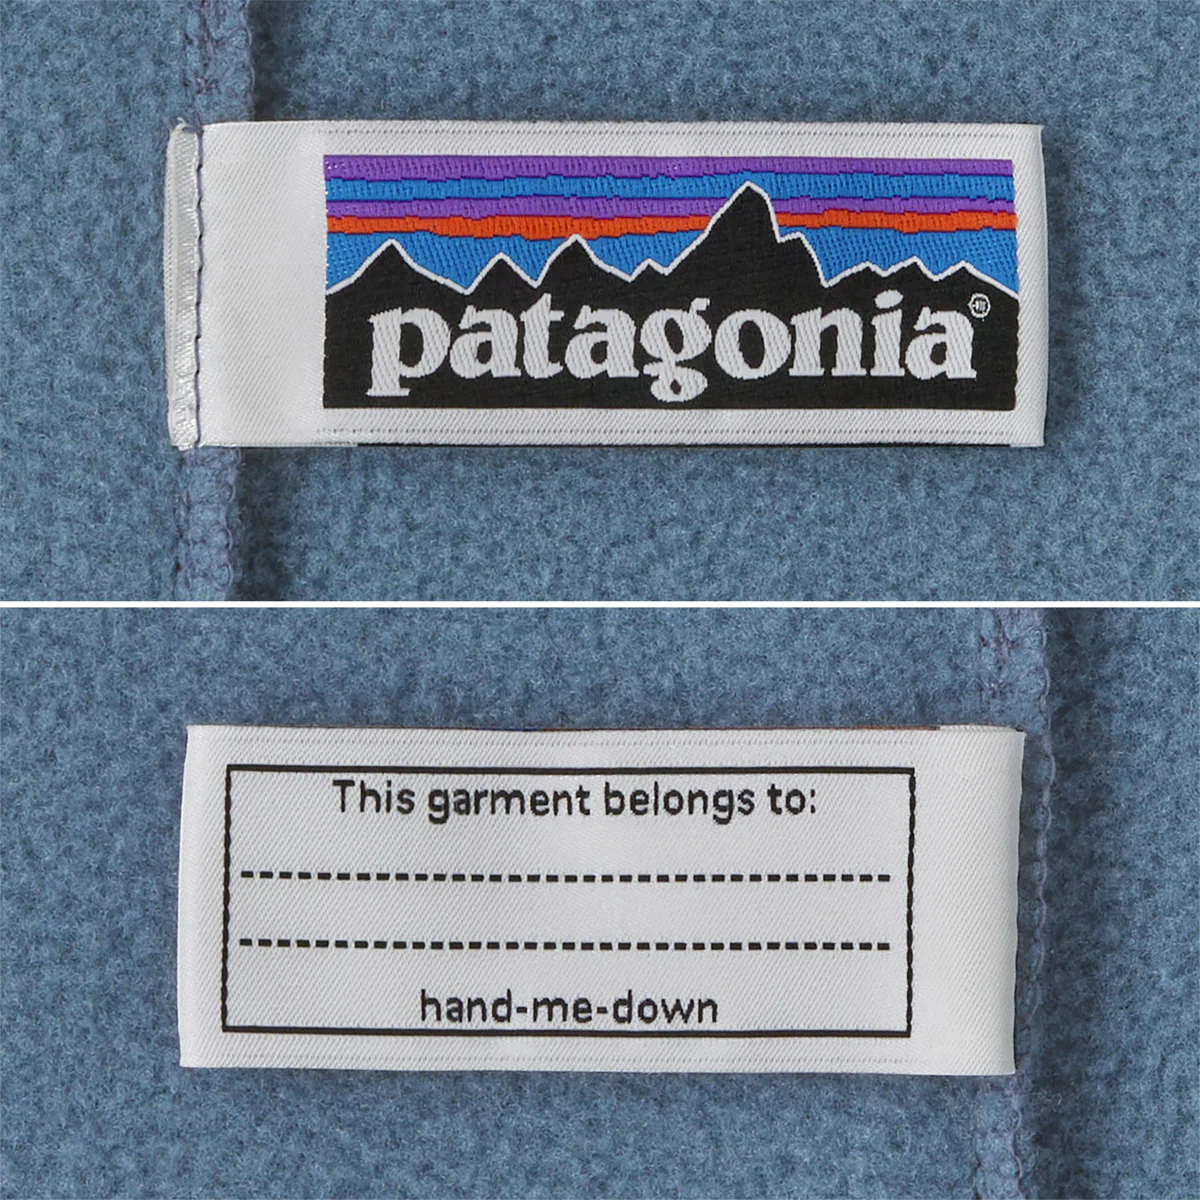 patagonia®
This garment belongs to:
hand-me-down